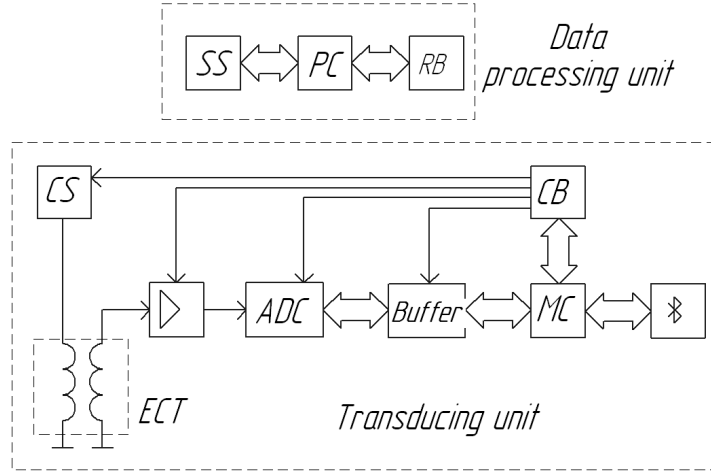 SS
PC
RB
Data
processing unit
CS
CB
ADC
Buffer
MC
ECT
Transducing unit